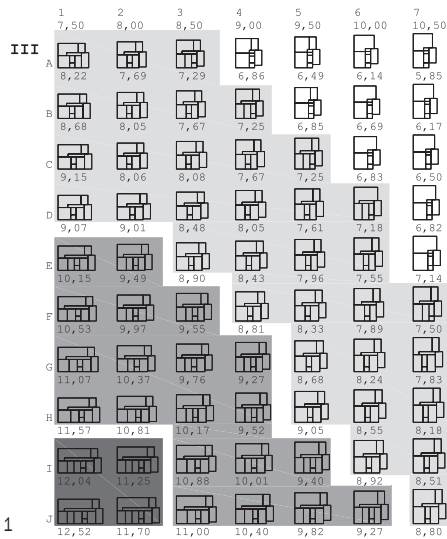 1 2 3 4 5 6 7
7,50 8,00 8,50 9,00 9,50 10,00 10,50
III
A
8,22 7,69 7,29 6,86 6,49 6,14 5,85
B
8,68 8,05 7,67 7,25 6,85 6,69 6,17
C
9,15 8,06 8,08 7,67 7,25 6,83 6,50
D
9,07 9,01 8,48 8,05 7,61 7,18 6,82
E
10,15 9,49 8,90 8,43 7,96 7,55 7,14
F
10,53 9,97 9,55 8,81 8,33 7,89 7,50
G
11,07 10,37 9,76 9,27 8,68 8,24 7,83
H
11,57 10,81 10,17 9,52 9,05 8,55 8,18
I
12,04 11,25 10,88 10,01 9,40 8,92 8,51
J
12,52 11,70 11,00 10,40 9,82 9,27 8,80
1